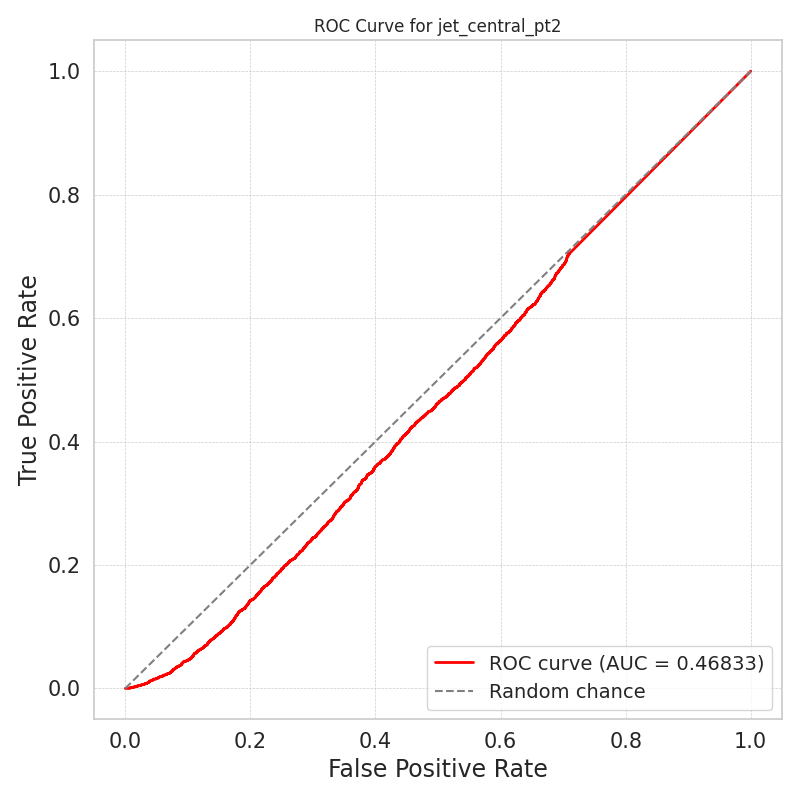 ROC Curve for jet_central_pt2
True Positive Rate
1.0
0.8
0.6
0.4
0.2
0.0
0.0 0.2 0.4 0.6 0.8 1.0
False Positive Rate
ROC curve (AUC = 0.46833)
Random chance